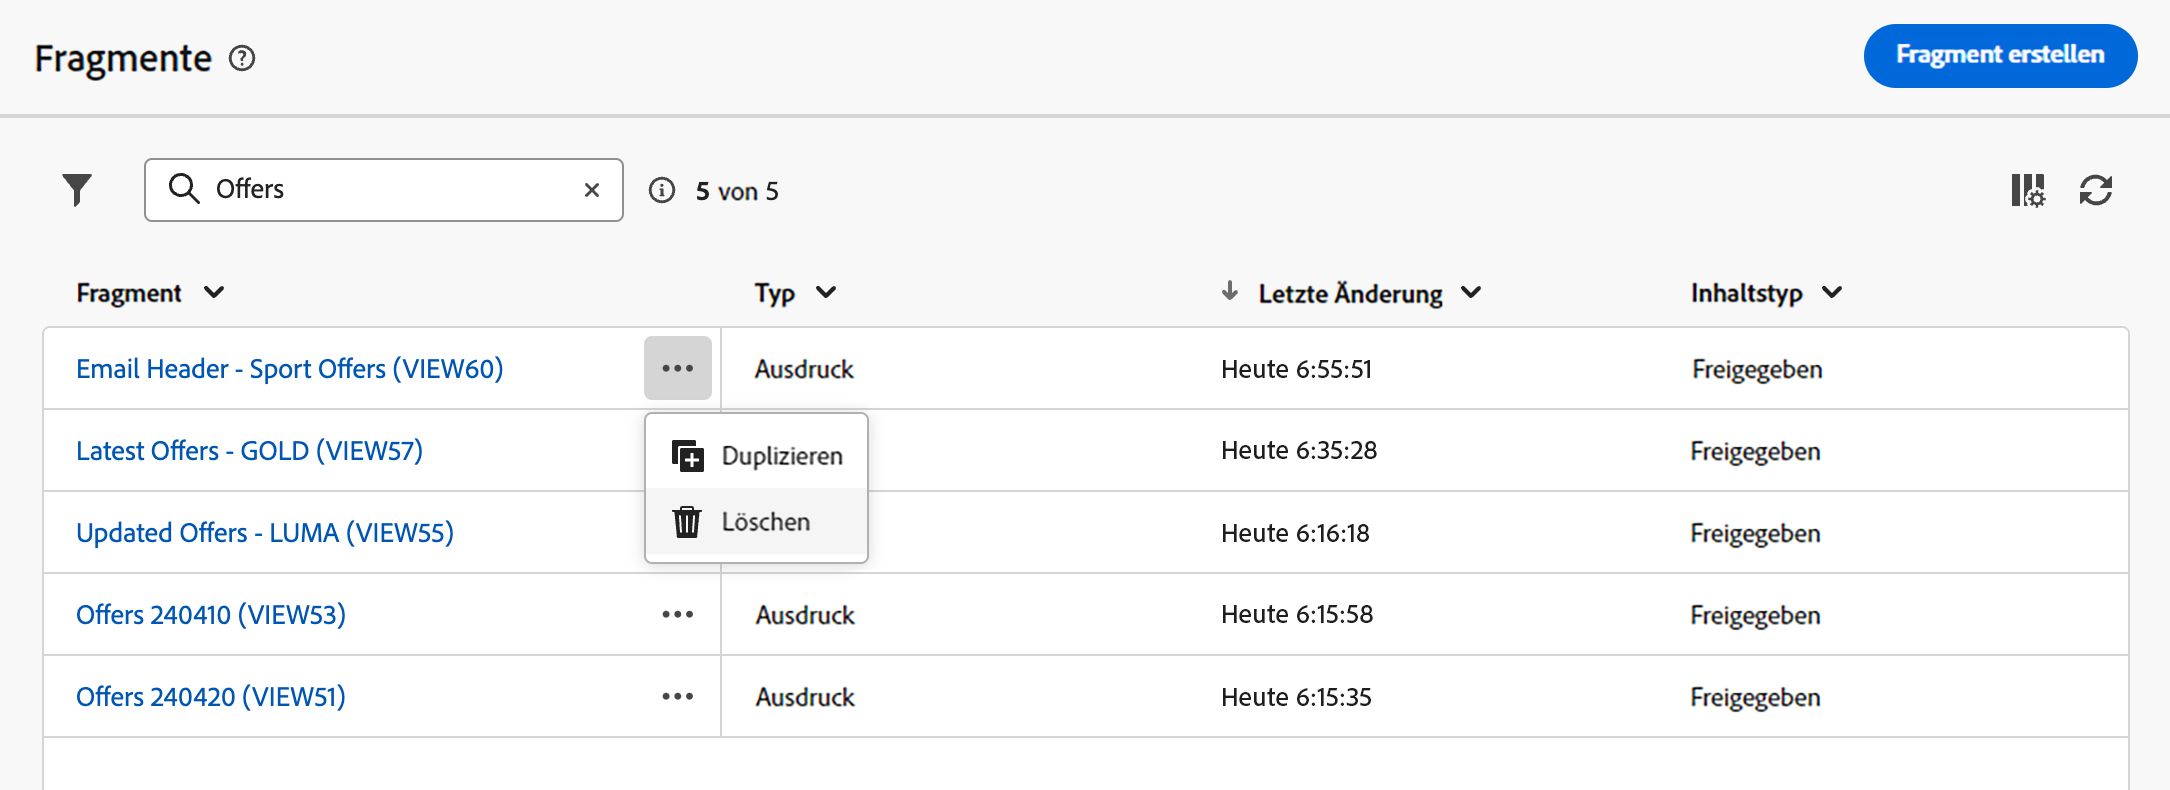 Fragmente
Fragment erstellen
Offers
5 von 5
Fragment Typ Letzte Änderung Inhaltstyp
Email Header - Sport Offers (VIEW60) Ausdruck Heute 6:55:51 Freigegeben
Latest Offers - GOLD (VIEW57) Heute 6:35:28 Freigegeben
Duplizieren
Löschen
Updated Offers - LUMA (VIEW55) Heute 6:16:18 Freigegeben
Offers 240410 (VIEW53) Ausdruck Heute 6:15:58 Freigegeben
Offers 240420 (VIEW51) Ausdruck Heute 6:15:35 Freigegeben